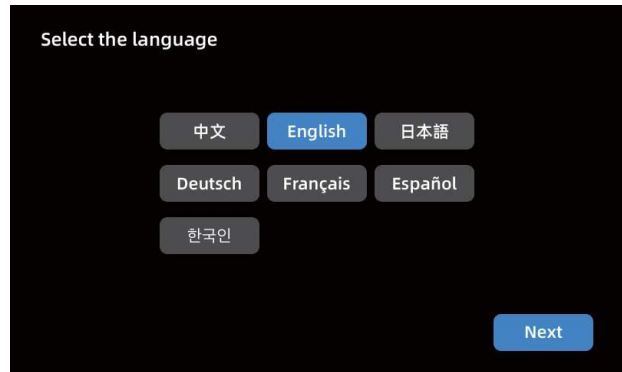 Select the language
中文 English 日本語
Deutsch Français Español
한국인
Next